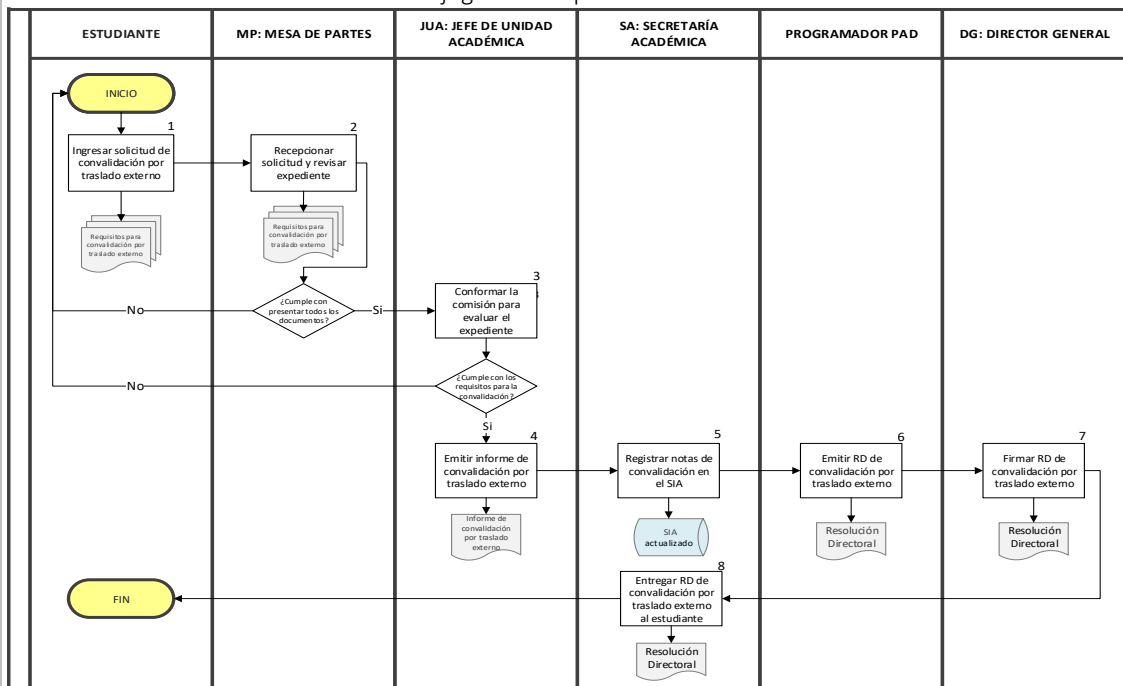 ESTUDIANTE
MP: MESA DE PARTES
JUA: JEFE DE UNIDAD
ACADÉMICA
SA: SECRETARÍA
ACADÉMICA
PROGRAMADOR PAD
DG: DIRECTOR GENERAL
INICIO
1
Ingresar solicitud de
convalidación por
traslado externo
Requisitos para
convalidación por
traslado externo
2
Recepcionar
solicitud y revisar
expediente
Requisitos para
convalidación por
traslado externo
¿Cumple con
presentar todos los
documentos?
No
Si
3
Conformar la
comisión para
evaluar el
expediente
¿Cumple con los
requisitos para la
convalidación?
No
Si
4
Emitir informe de
convalidación por
traslado externo
Informe de
convalidación
por traslado
externo
5
Registrar notas de
convalidación en
el SIA
SIA
actualizado
6
Emitir RD de
convalidación por
traslado externo
Resolución
Directoral
7
Firmar RD de
convalidación por
traslado externo
Resolución
Directoral
8
Entregar RD de
convalidación por
traslado externo
al estudiante
Resolución
Directoral
FIN